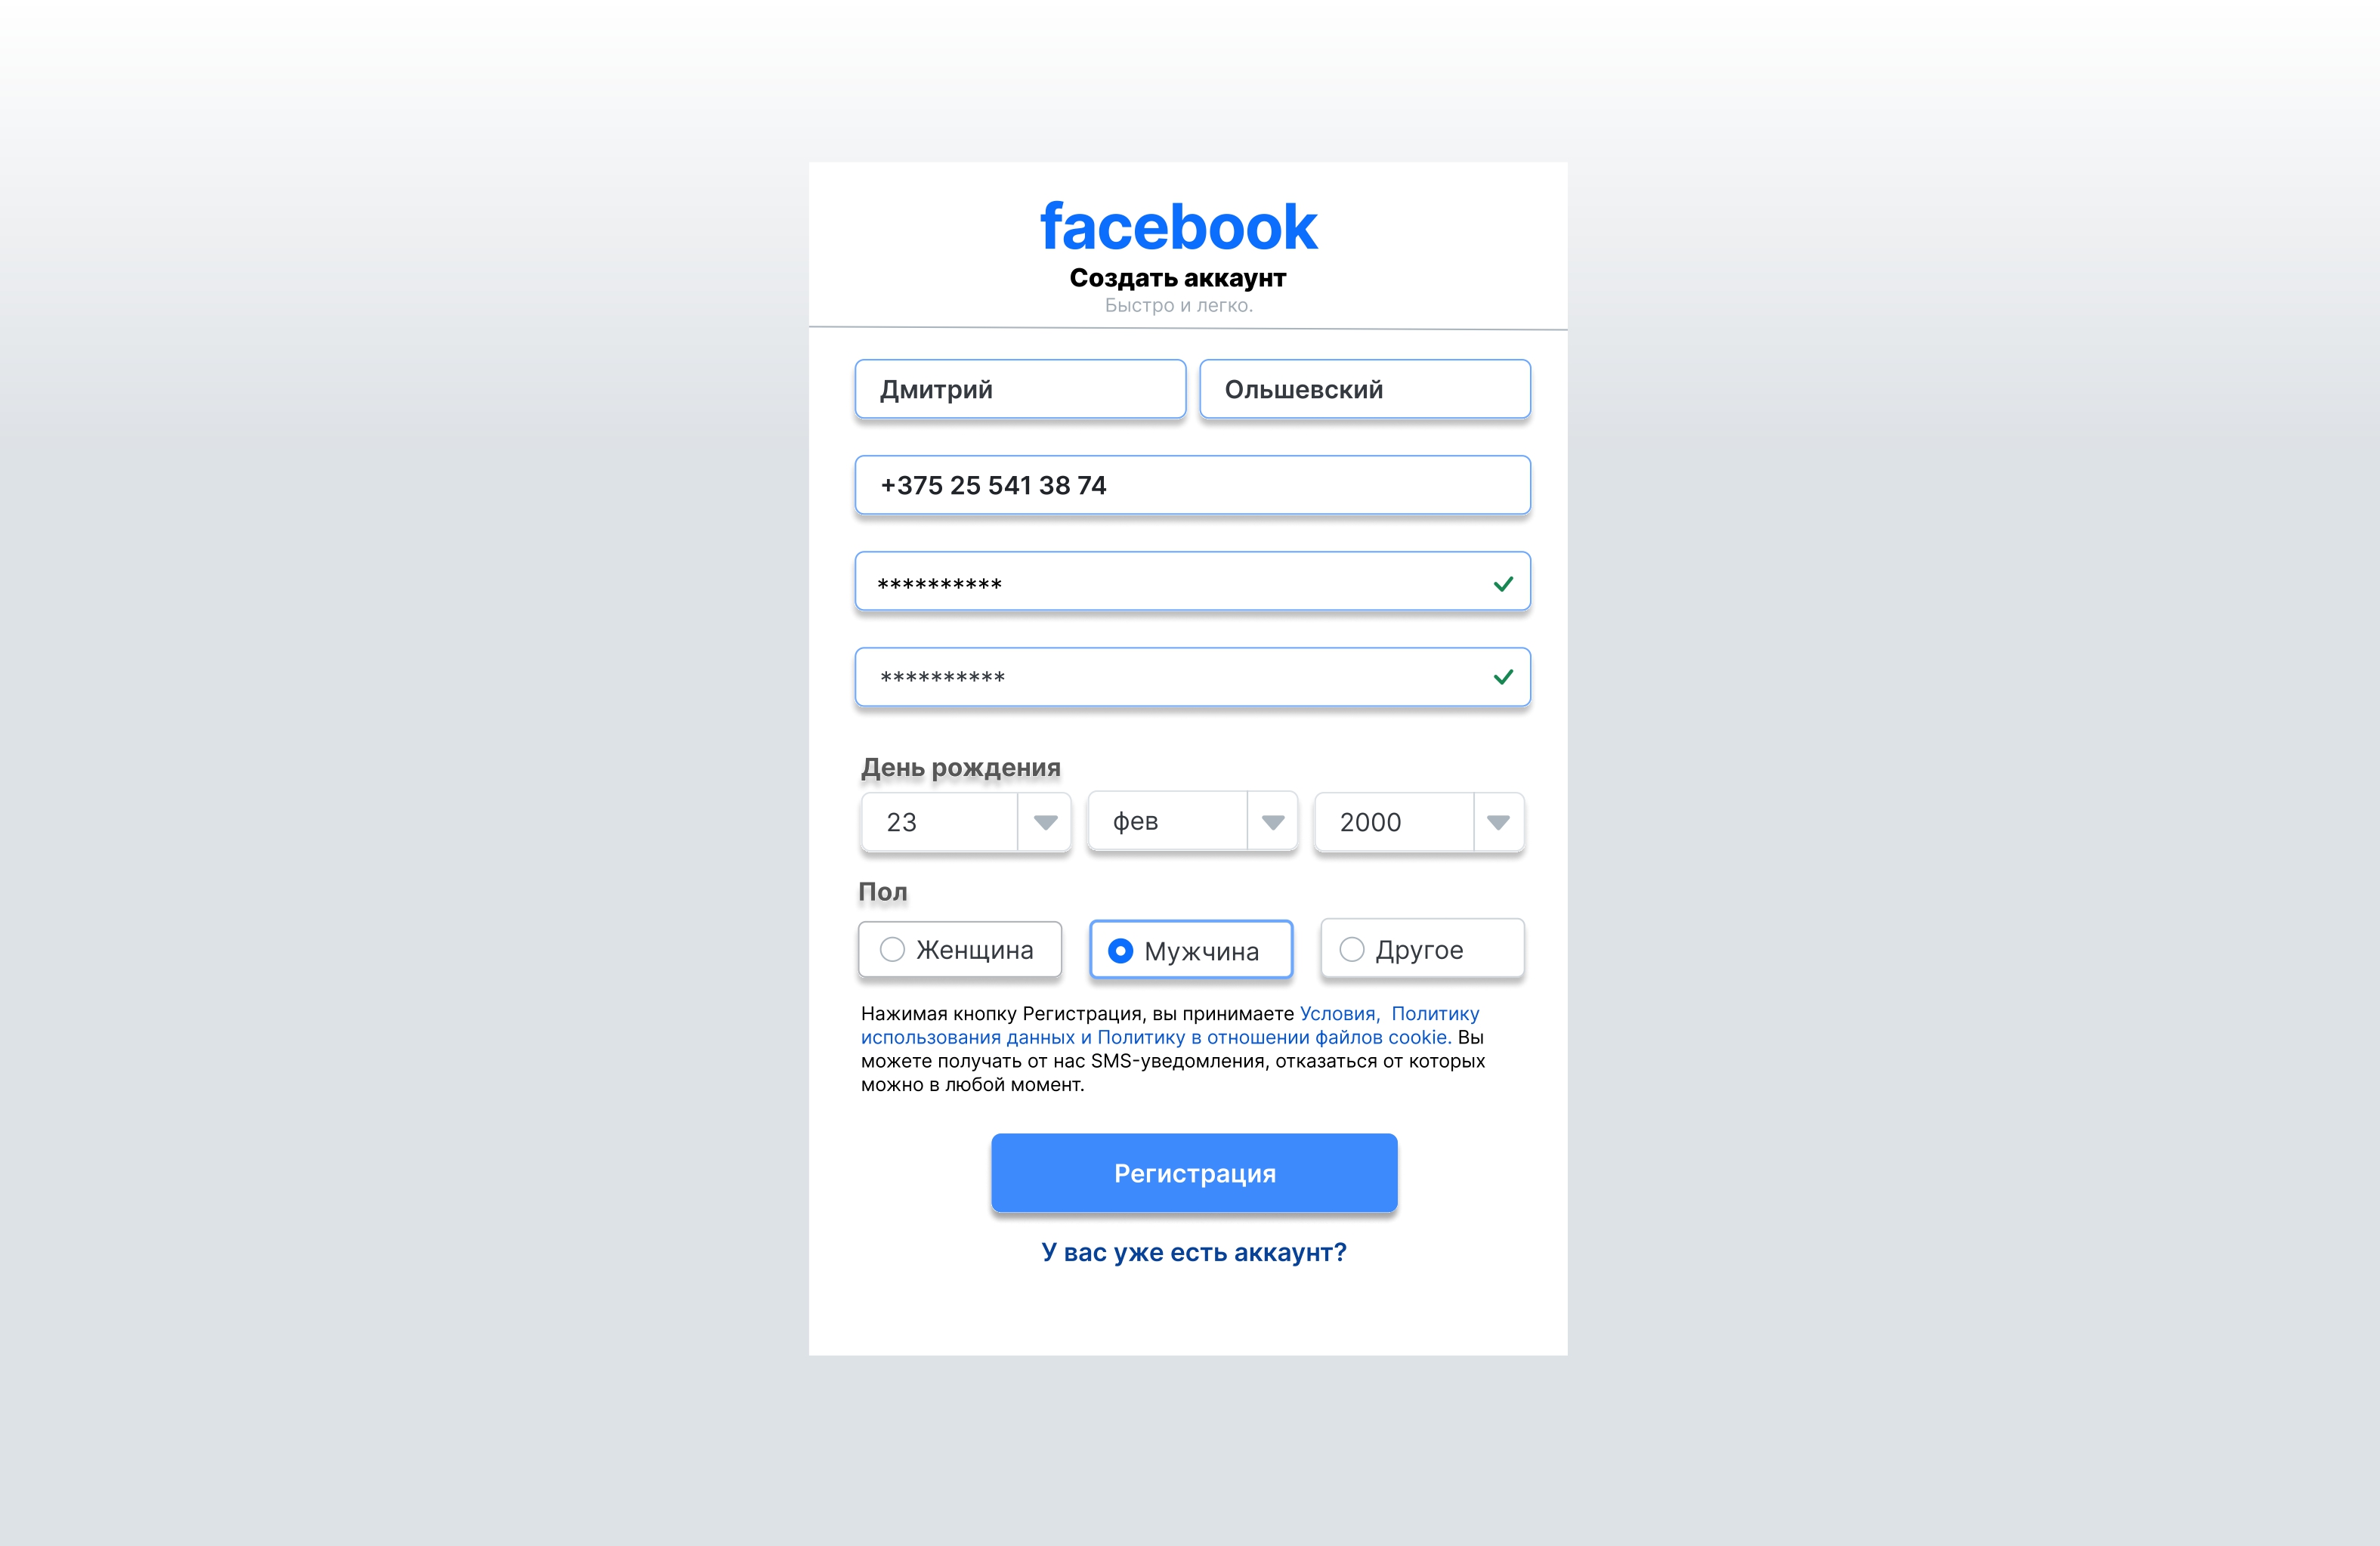 facebook
Создать аккаунт
Быстро и легко.
Дмитрий Ольшевский
+375 25 541 38 74
**********
**********
День рождения
23 фев 2000
Пол
Женщина Мужчина Другое
Нажимая кнопку Регистрация, вы принимаете Условия, Политику
использования данных и Политику в отношении файлов cookie. Вы
можете получать от нас SMS-уведомления, отказаться от которых
можно в любой момент.
Регистрация
У вас уже есть аккаунт?